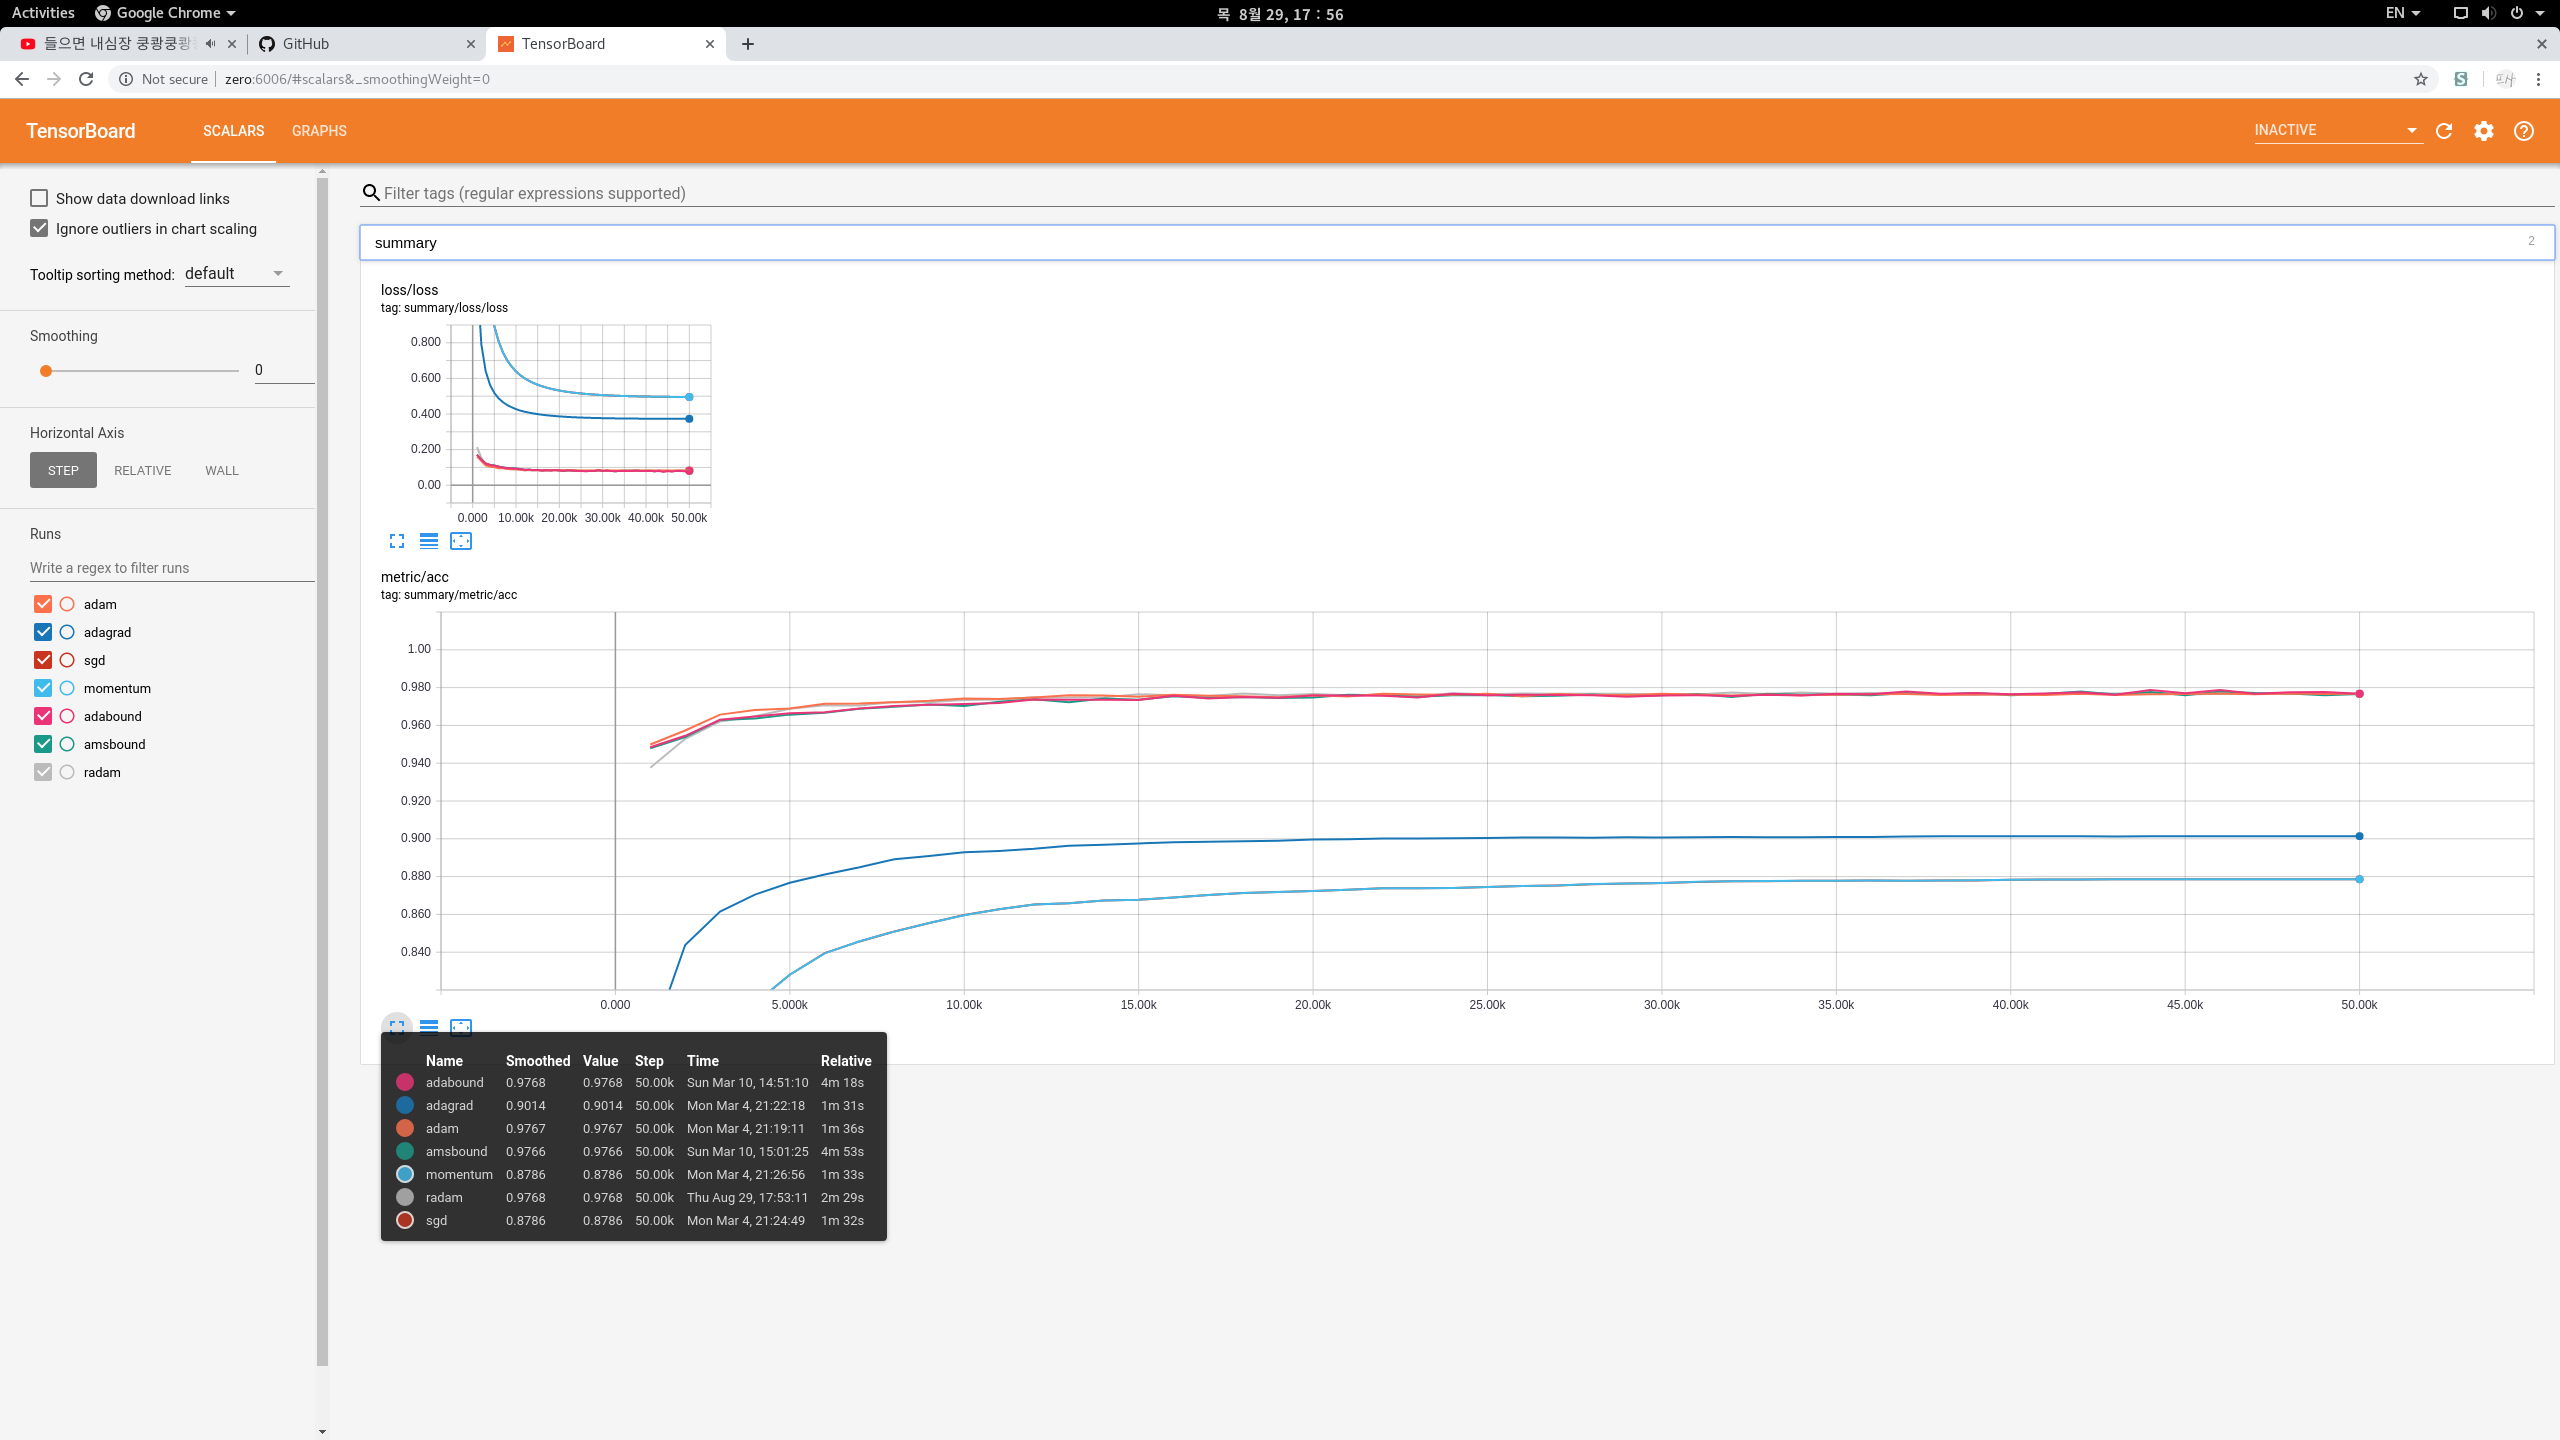 Activities Google Chrome 목 8월 29, 17 : 56 EN
들으면 내심장 쿵쾅쿵쾅 GitHub TensorBoard
Not secure zero:6006/#scalars&_smoothingWeight=0
TensorBoard SCALARS GRAPHS INACTIVE
Show data download links
Ignore outliers in chart scaling
Tooltip sorting method: default
Smoothing
0
Horizontal Axis
STEP RELATIVE WALL
Runs
Write a regex to filter runs
adam
adagrad
sgd
momentum
adabound
amsbound
radam
Filter tags (regular expressions supported)
summary 2
loss/loss
tag: summary/loss/loss
0.800
0.600
0.400
0.200
0.00
0.000 10.00k 20.00k 30.00k 40.00k 50.00k
metric/acc
tag: summary/metric/acc
1.00
0.980
0.960
0.940
0.920
0.900
0.880
0.860
0.840
0.000 5.000k 10.00k 15.00k 20.00k 25.00k 30.00k 35.00k 40.00k 45.00k 50.00k
Name Smoothed Value Step Time Relative
adabound 0.9768 0.9768 50.00k Sun Mar 10, 14:51:10 4m 18s
adagrad 0.9014 0.9014 50.00k Mon Mar 4, 21:22:18 1m 31s
adam 0.9767 0.9767 50.00k Mon Mar 4, 21:19:11 1m 36s
amsbound 0.9766 0.9766 50.00k Sun Mar 10, 15:01:25 4m 53s
momentum 0.8786 0.8786 50.00k Mon Mar 4, 21:26:56 1m 33s
radam 0.9768 0.9768 50.00k Thu Aug 29, 17:53:11 2m 29s
sgd 0.8786 0.8786 50.00k Mon Mar 4, 21:24:49 1m 32s